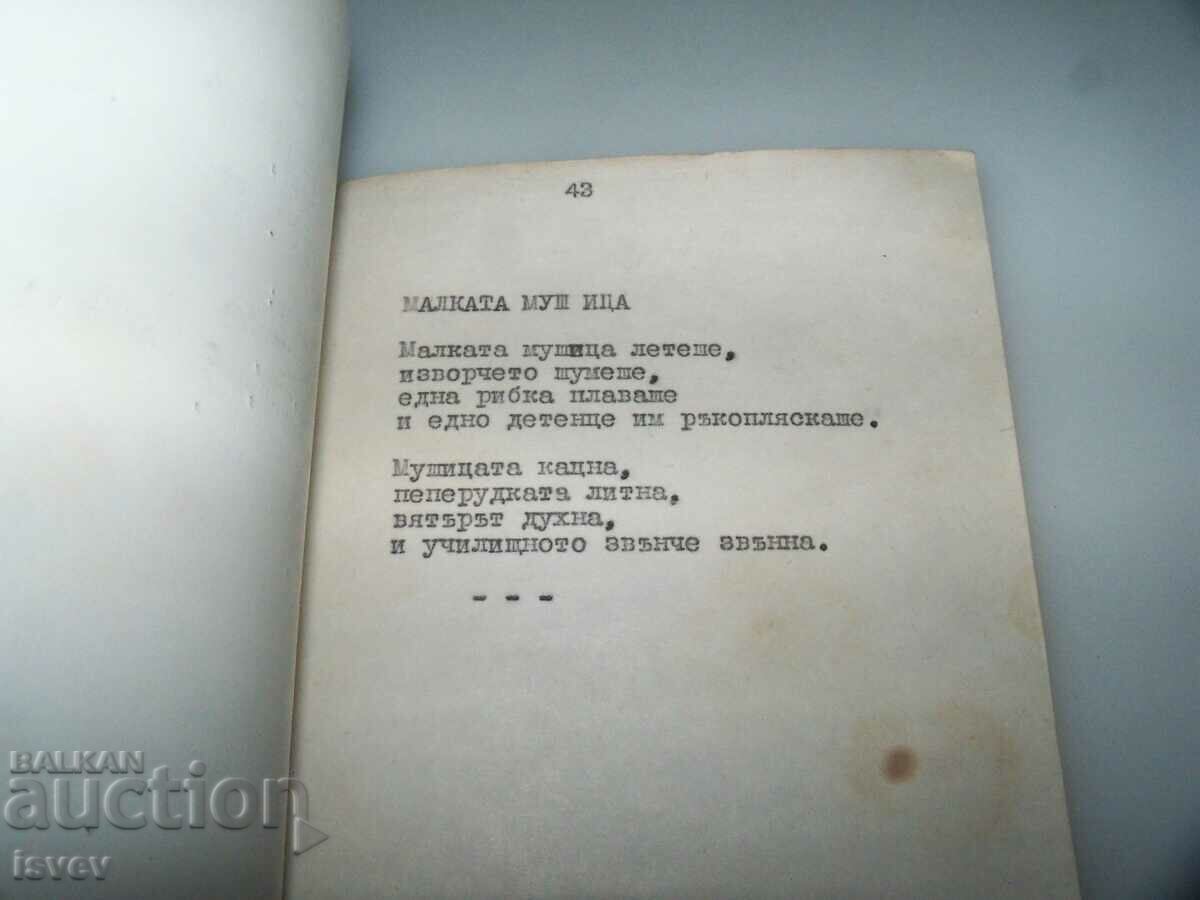 43
МАЛКАТА МУШ ИЦА
Малката мушица летеше,
изворчето шумеше,
една рибка плаваше
и едно детенце им ръкопляскаше.
Мушицата кацна,
пеперудката литна,
вятърът духна,
и училищното звънче звънна.
- - -
BALKAN
auction
isvev